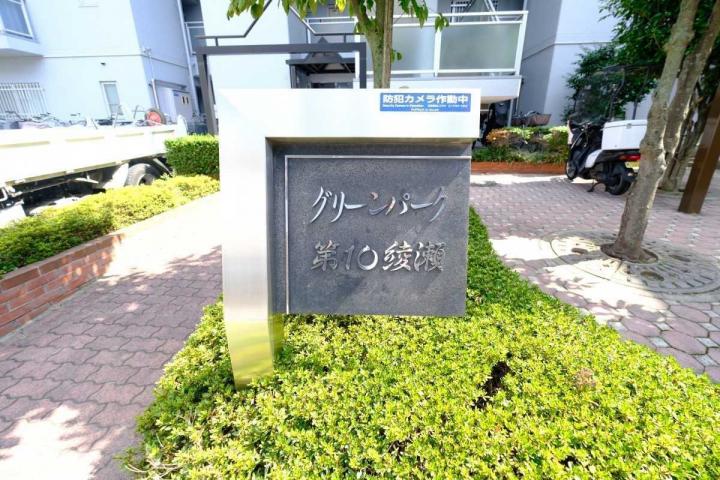 防犯カメラ作動中
グリーンパーク
第10綾瀬